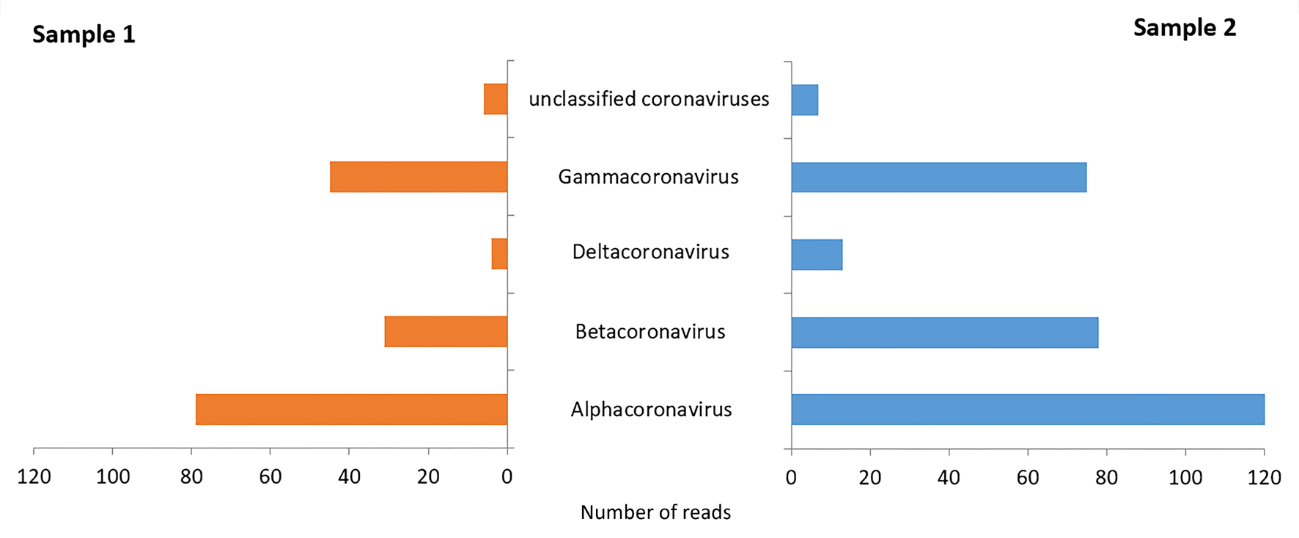 Sample 1
Sample 2
unclassified coronaviruses
Gammacoronavirus
Deltacoronavirus
Betacoronavirus
Alphacoronavirus
120 100 80 60 40 20 0
0 20 40 60 80 100 120
Number of reads